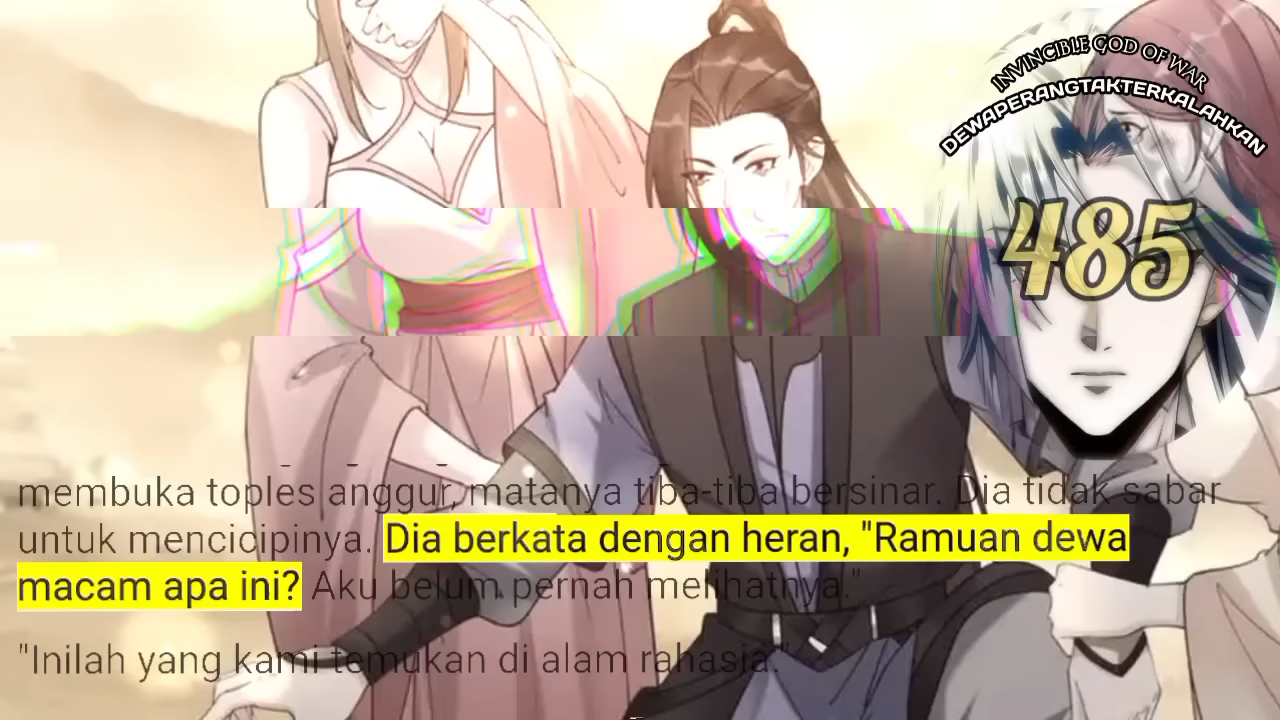 INVINCIBLE GOD OF WAR
DEWAPERANGTAKTERKALAHKAN
485
membuka toples anggur, matanya tiba-tiba bersinar. Dia tidak sabar
untuk mencicipinya. Dia berkata dengan heran, "Ramuan dewa
macam apa ini? Aku belum pernah melihatnya."
"Inilah yang kami temukan di alam rahasia."